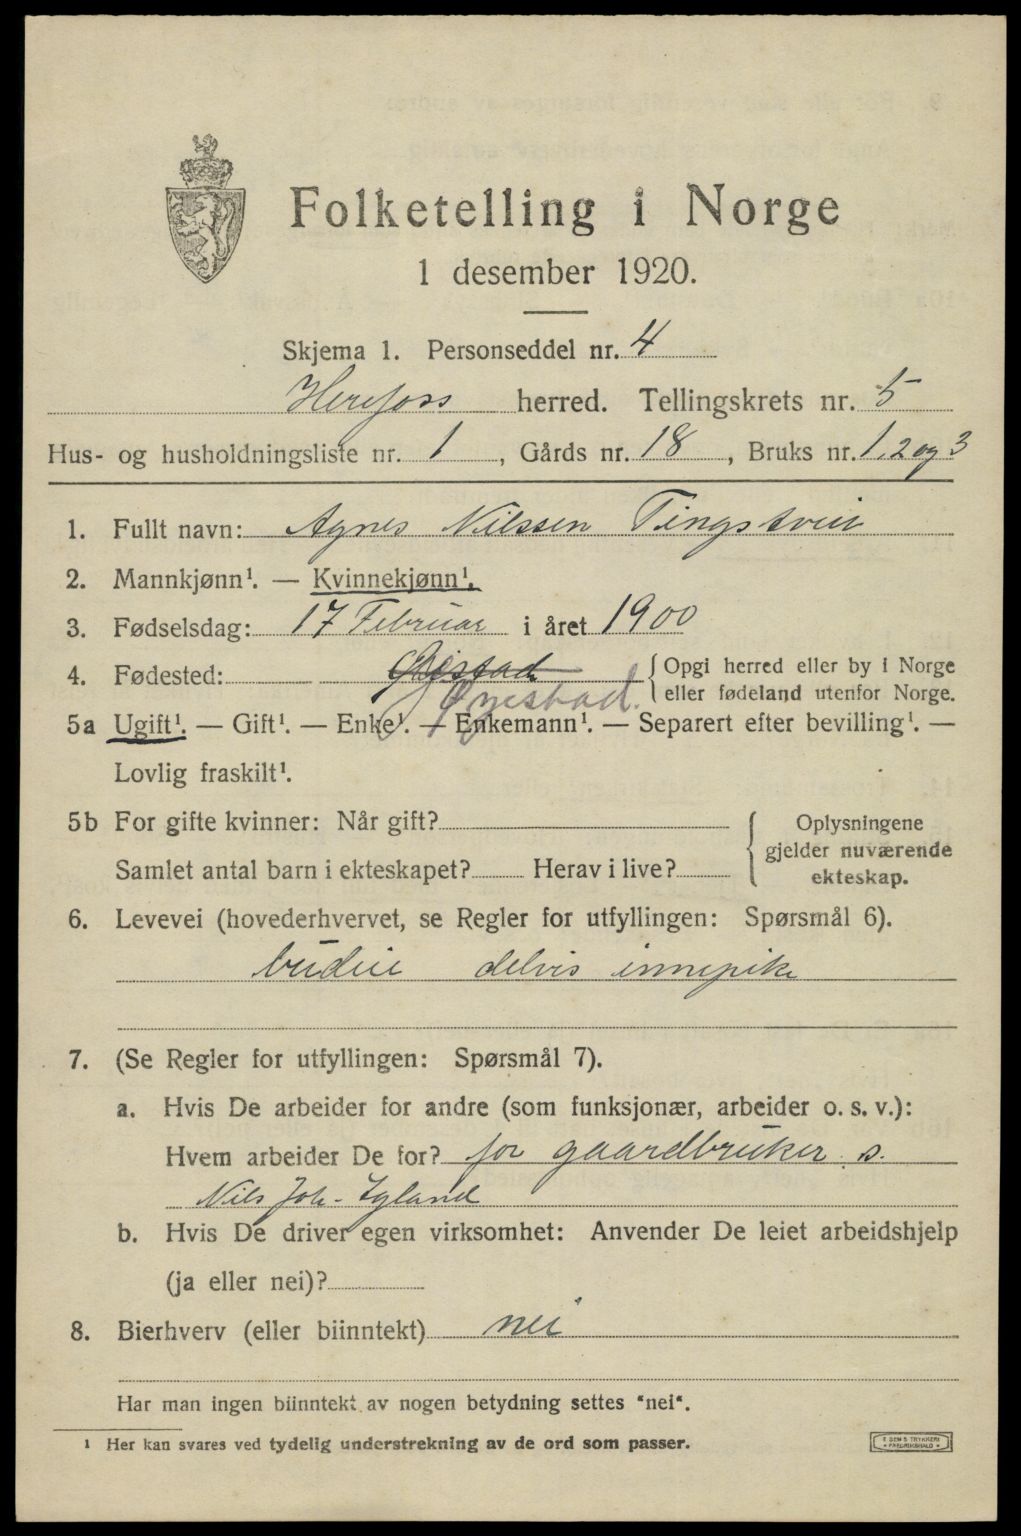 Folketelling i Norge
1 desember 1920.
Skjema 1. Personseddel nr. 4
Herefoss herred. Tellingskrets nr. 5
Hus- og husholdningsliste nr. 1, Gårds nr. 18, Bruks nr. 1, 2 og 3
1. Fullt navn: Agnes Nilssen Tingstveit
2. Mannkjønn¹. — Kvinnekjønn¹.
3. Fødselsdag: 17 Februar i året 1900
4. Fødested: Øyestad. { Opgi herred eller by i Norge
eller fødeland utenfor Norge.
5a Ugift¹. — Gift¹. — Enke¹. — Enkemann¹. — Separert efter bevilling¹. —
Lovlig fraskilt¹.
5b For gifte kvinner: Når gift?
Samlet antal barn i ekteskapet? Herav i live?
{ Oplysningene
gjelder nuværende
ekteskap.
6. Levevei (hovederhvervet, se Regler for utfyllingen: Spørsmål 6).
budeie delvis innepike
7. (Se Regler for utfyllingen: Spørsmål 7).
a. Hvis De arbeider for andre (som funksjonær, arbeider o. s. v.):
Hvem arbeider De for? for gaardbruker s.
Nils Joh. Igland
b. Hvis De driver egen virksomhet: Anvender De leiet arbeidshjelp
(ja eller nei)?
8. Bierhverv (eller biinntekt) nei
Har man ingen biinntekt av nogen betydning settes "nei".
¹ Her kan svares ved tydelig understrekning av de ord som passer.